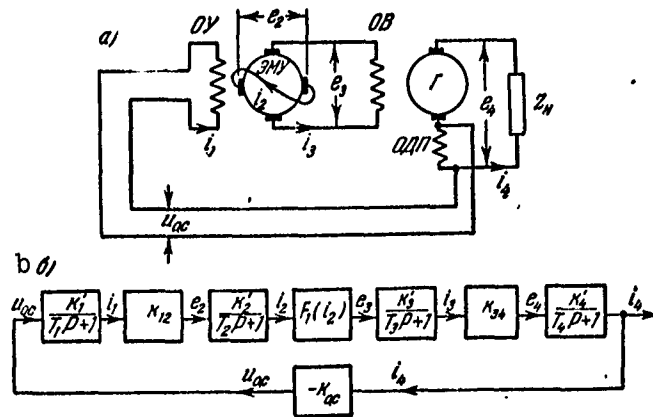 а)
ОУ
e₂
ОВ
ЭМУ
i₂
e₃
Г
e₄
Zн
i₁
i₃
ОДП
i₄
uос
b б)
uос
K₁′
T₁p+1
i₁
K₁₂
e₂
K₂′
T₂p+1
i₂
F₁(i₂)
e₃
K₃′
T₃p+1
i₃
K₃₄
e₄
K₄′
T₄p+1
i₄
uос
-Kос
i₄